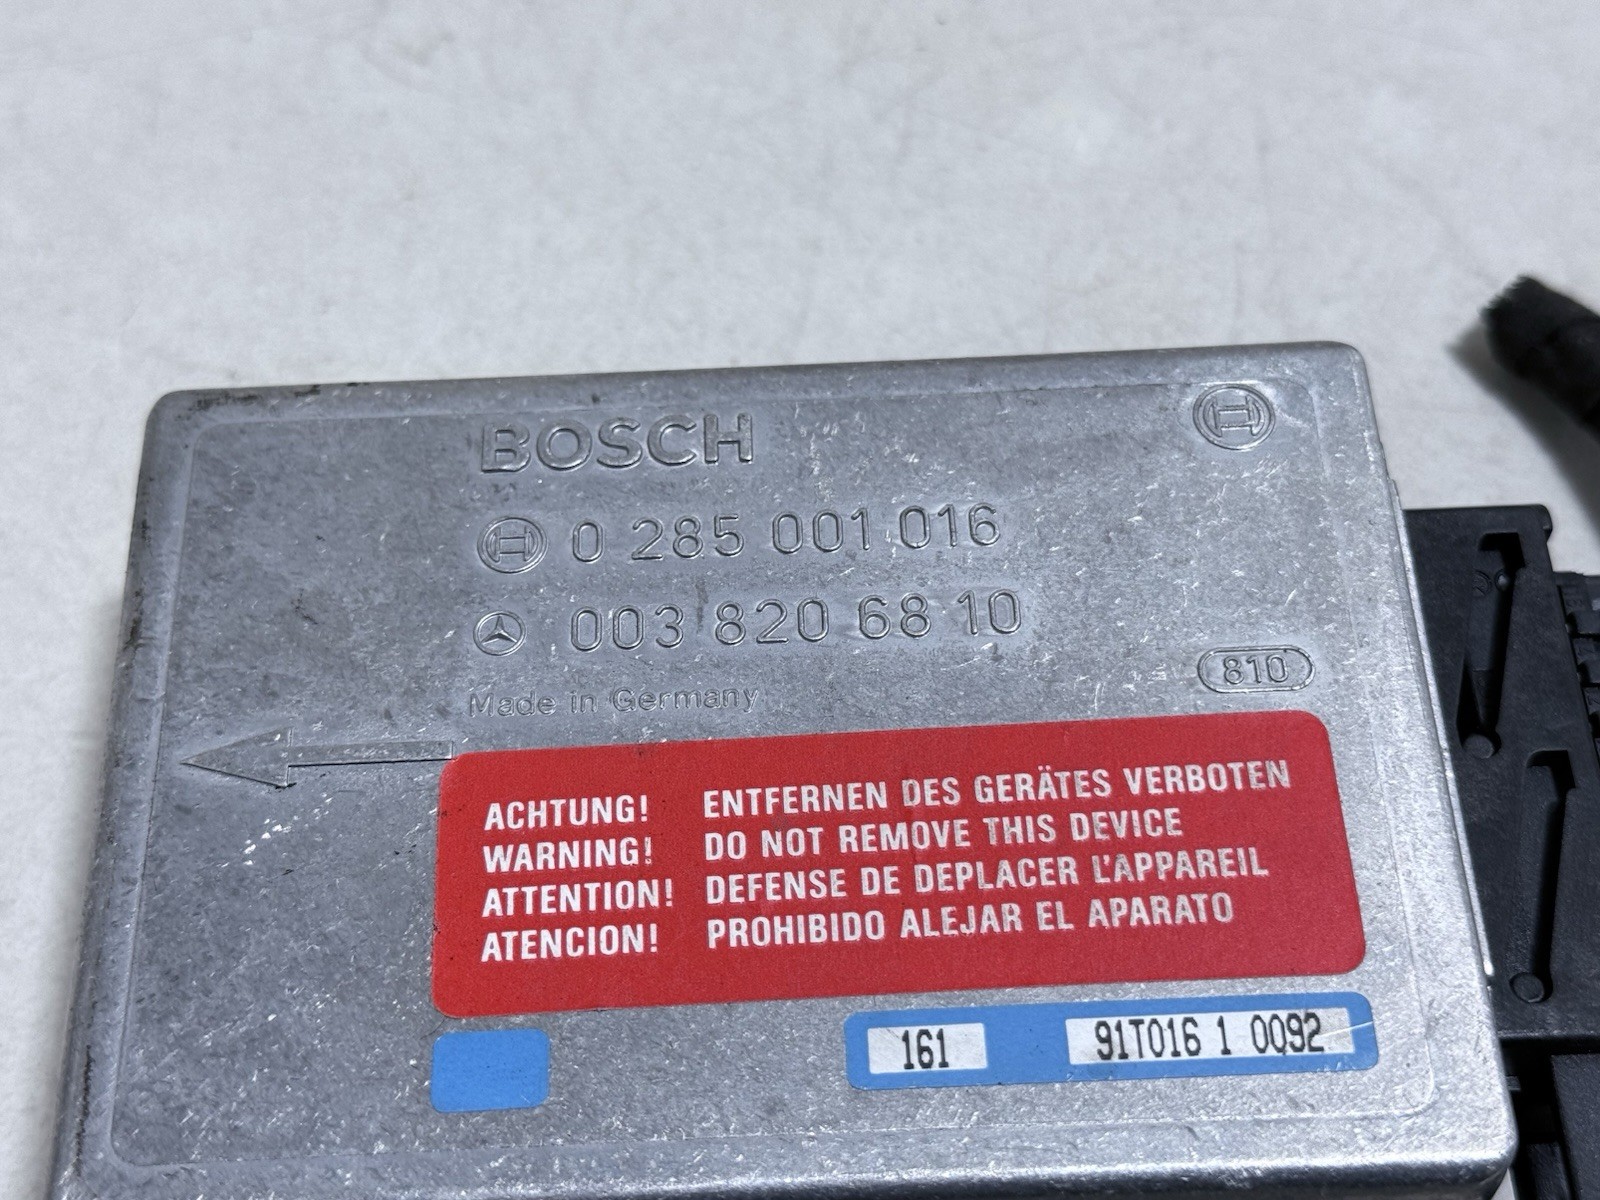 BOSCH
0 285 001 016
003 820 68 10
Made in Germany
810
ACHTUNG! ENTFERNEN DES GERÄTES VERBOTEN
WARNING! DO NOT REMOVE THIS DEVICE
ATTENTION! DEFENSE DE DEPLACER L'APPAREIL
ATENCION! PROHIBIDO ALEJAR EL APARATO
161 91T016 1 0092